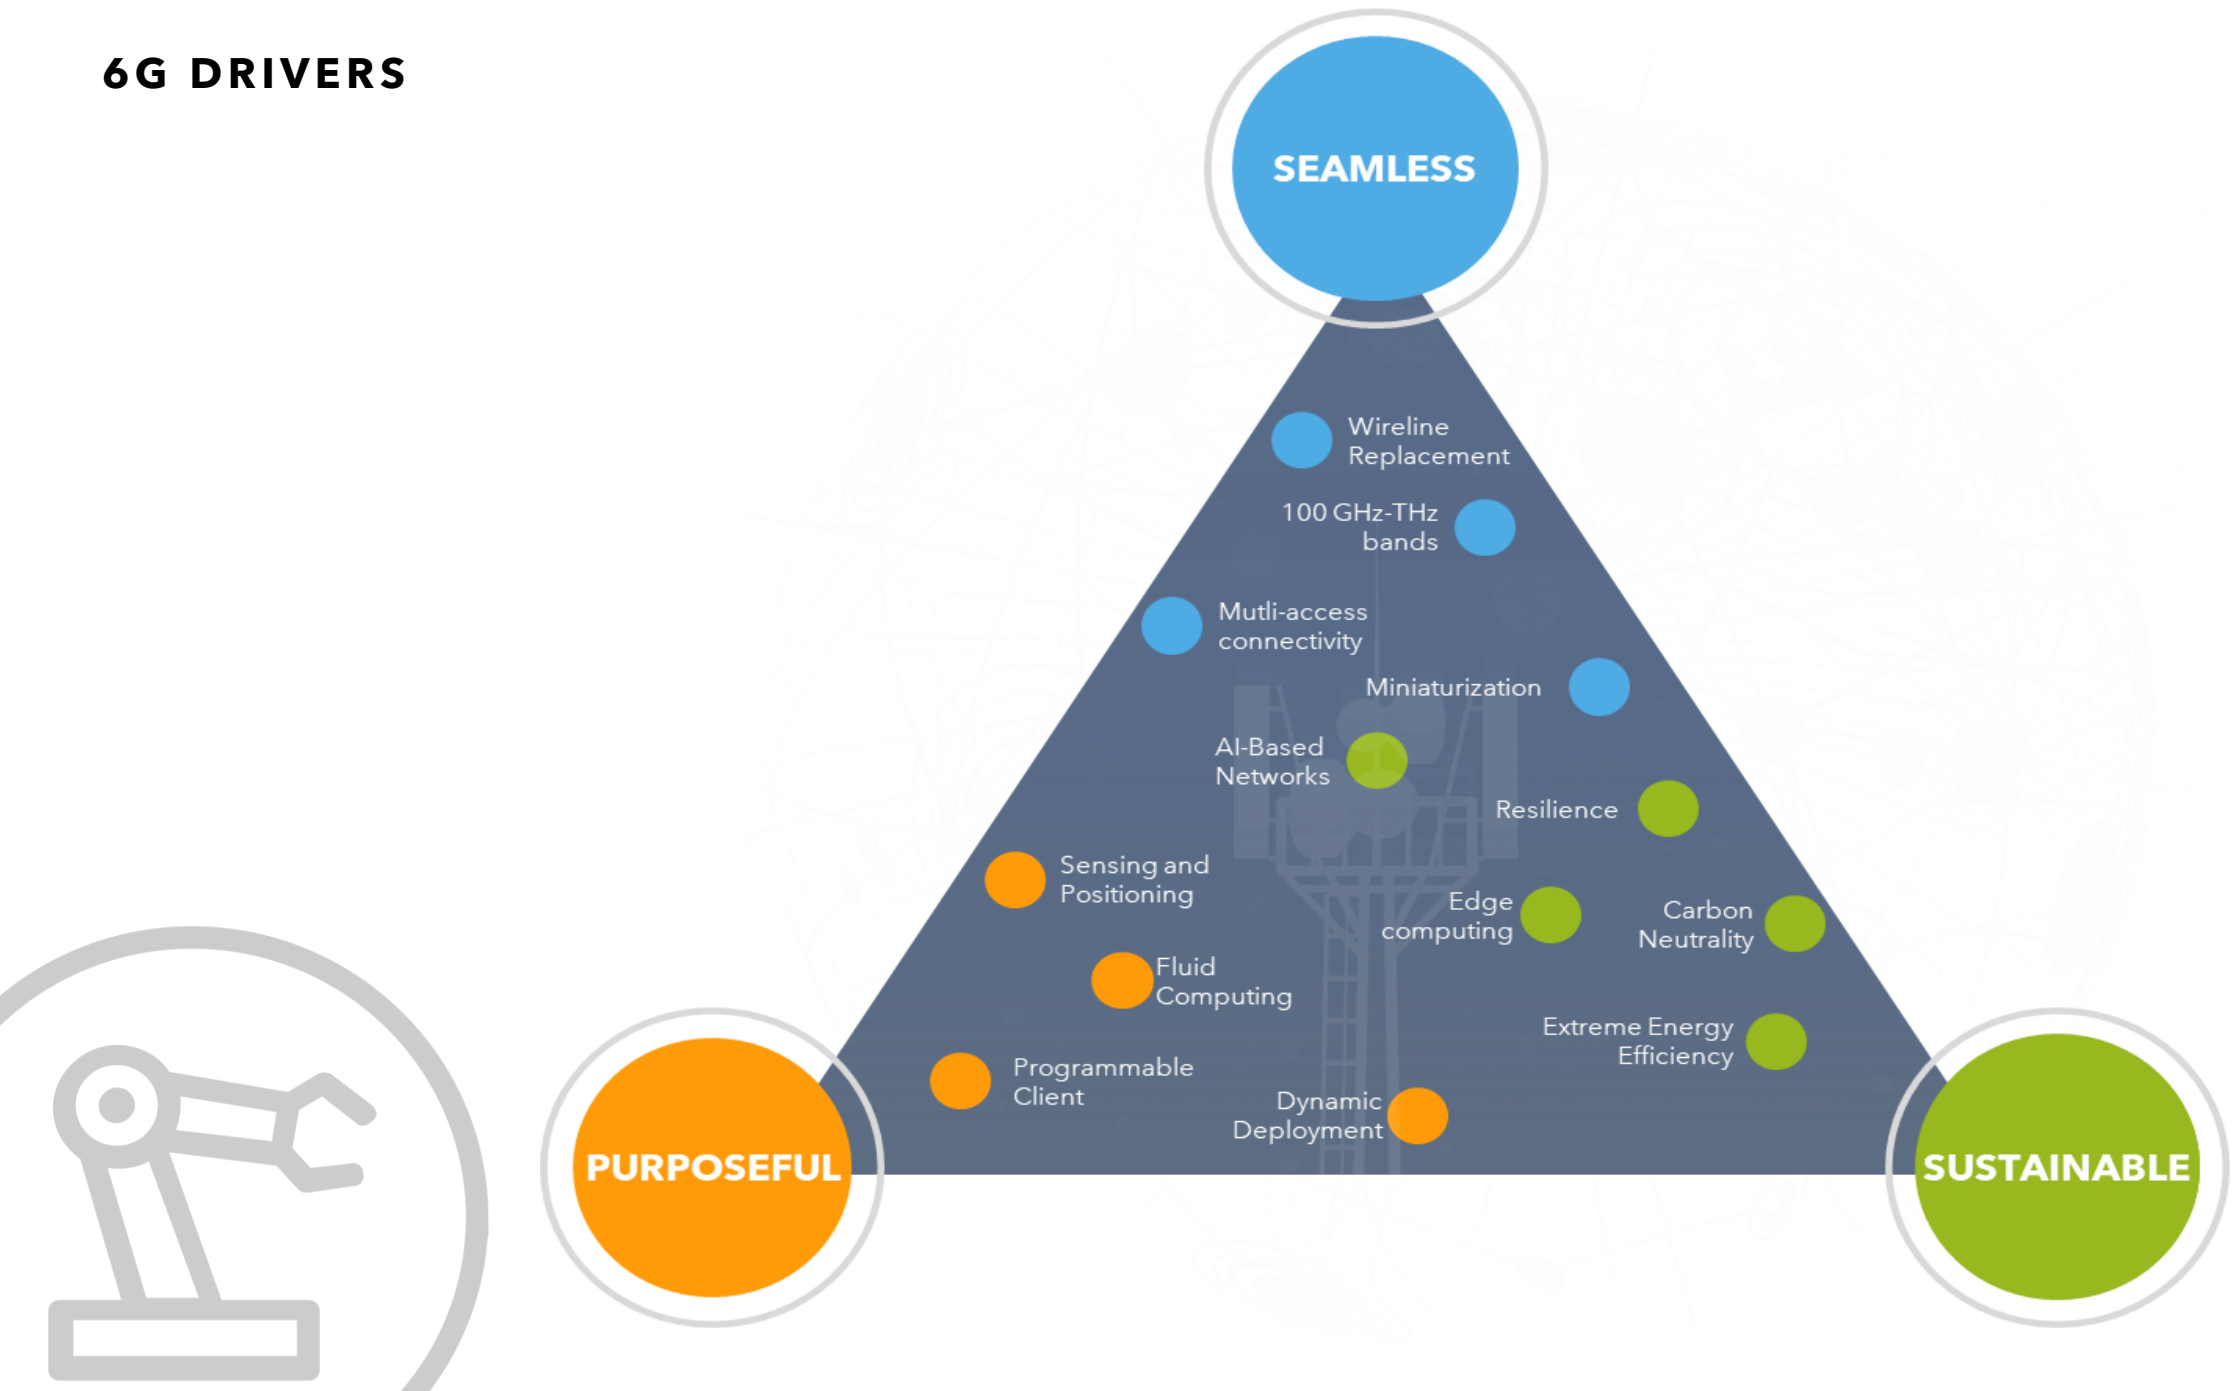 6G DRIVERS
SEAMLESS
Wireline
Replacement
100 GHz-THz
bands
Mutli-access
connectivity
Miniaturization
AI-Based
Networks
Resilience
Sensing and
Positioning
Edge
computing
Carbon
Neutrality
Fluid
Computing
Extreme Energy
Efficiency
Programmable
Client
Dynamic
Deployment
PURPOSEFUL
SUSTAINABLE